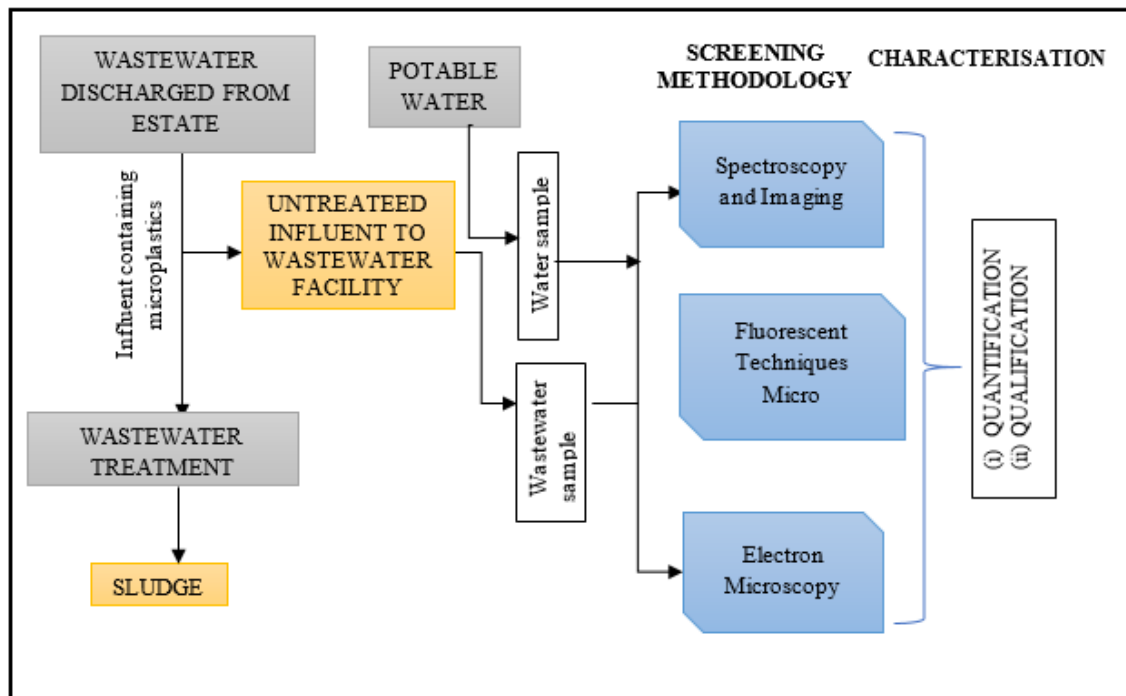 WASTEWATER
DISCHARGED FROM
ESTATE
POTABLE
WATER
SCREENING
METHODOLOGY
CHARACTERISATION
Influent containing
microplastics
UNTREATEED
INFLUENT TO
WASTEWATER
FACILITY
Water sample
Wastewater
sample
Spectroscopy
and Imaging
Fluorescent
Techniques
Micro
Electron
Microscopy
(i) QUANTIFICATION
(ii) QUALIFICATION
WASTEWATER
TREATMENT
SLUDGE